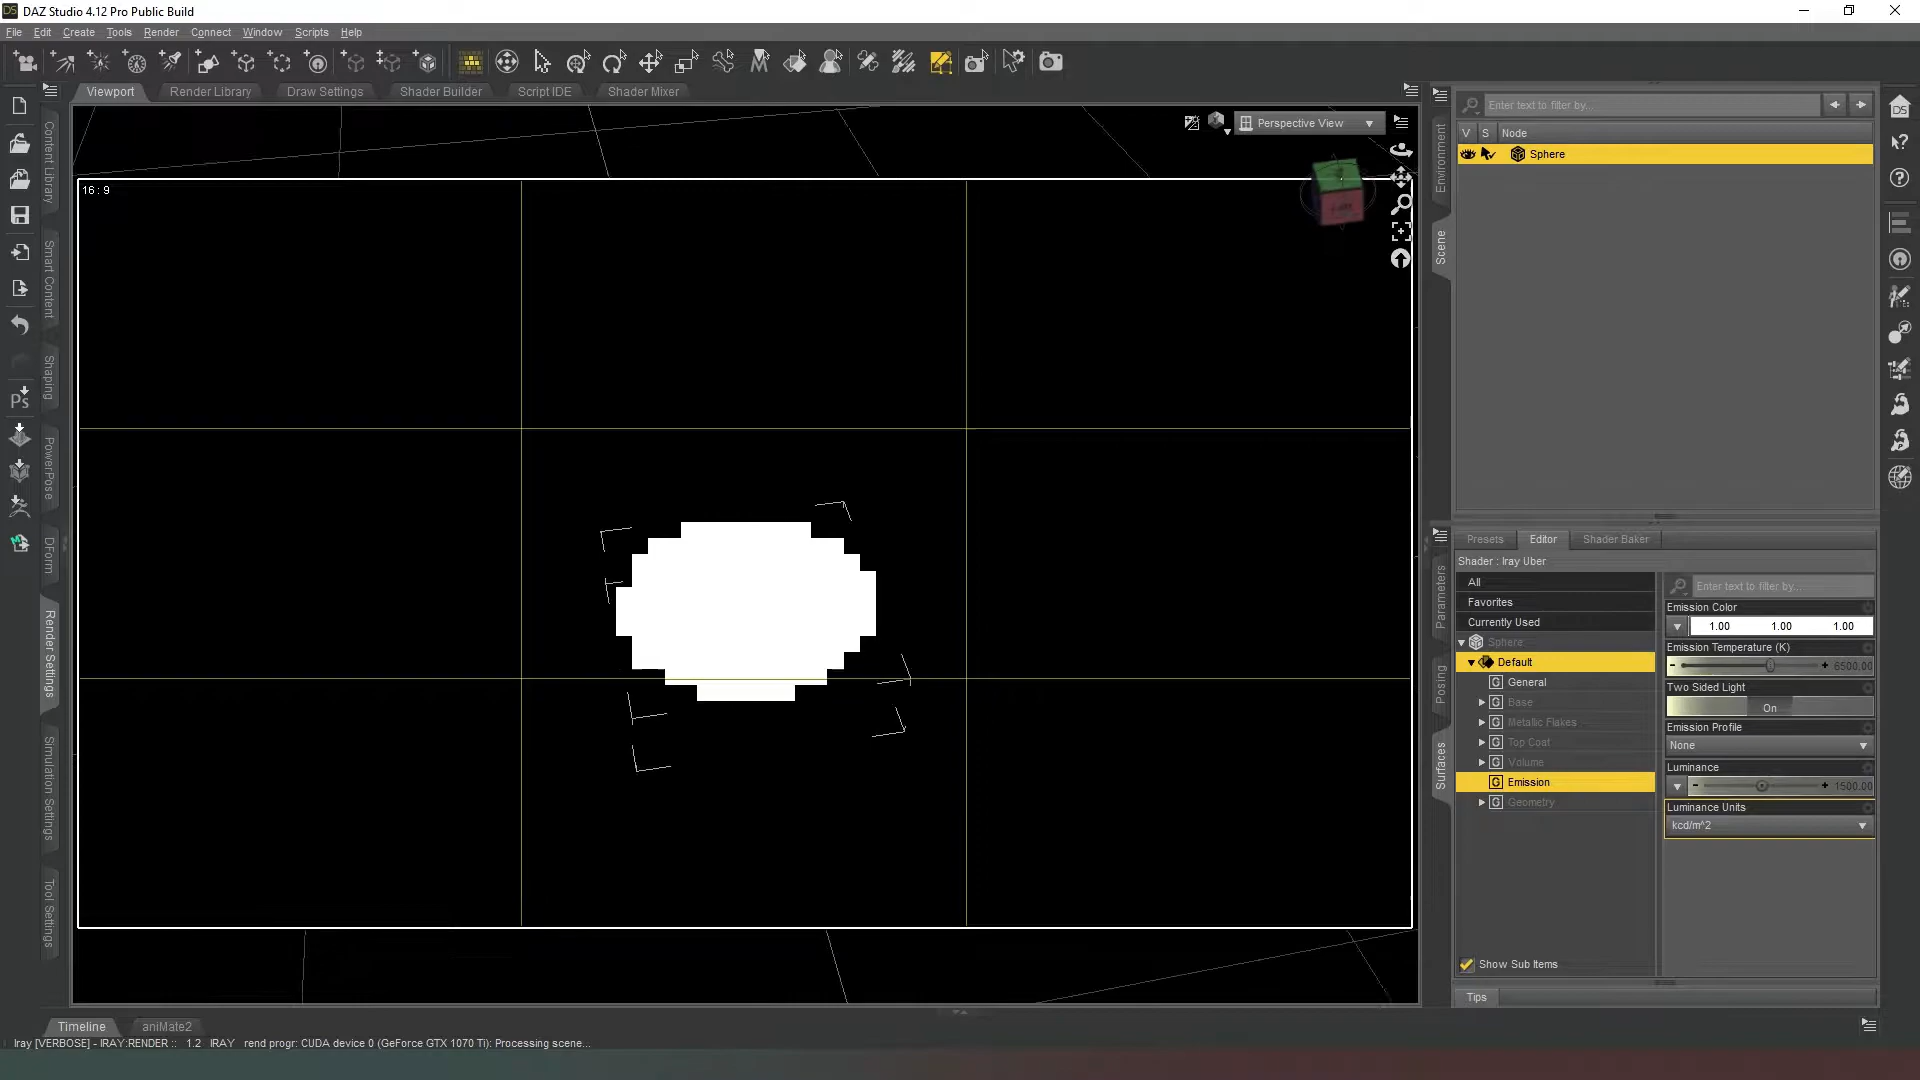 DAZ Studio 4.12 Pro Public Build
File Edit Create Tools Render Connect Window Scripts Help
Viewport Render Library Draw Settings Shader Builder Script IDE Shader Mixer
16 : 9
Perspective View
Content Library
Smart Content
Shaping
PowerPose
DForm
Render Settings
Simulation Settings
Tool Settings
Ps
Environment
Scene
Enter text to filter by...
V S Node
Sphere
DS
Parameters
Posing
Surfaces
Presets Editor Shader Baker
Shader : Iray Uber
All
Favorites
Currently Used
Sphere
Default
G General
G Base
G Metallic Flakes
G Top Coat
G Volume
G Emission
G Geometry
Show Sub Items
Enter text to filter by...
Emission Color
1.00 1.00 1.00
Emission Temperature (K)
6500.00
Two Sided Light
On
Emission Profile
None
Luminance
1500.00
Luminance Units
kcd/m^2
Tips
Timeline aniMate2
Iray [VERBOSE] - IRAY:RENDER :: 1.2 IRAY rend progr: CUDA device 0 (GeForce GTX 1070 Ti): Processing scene...